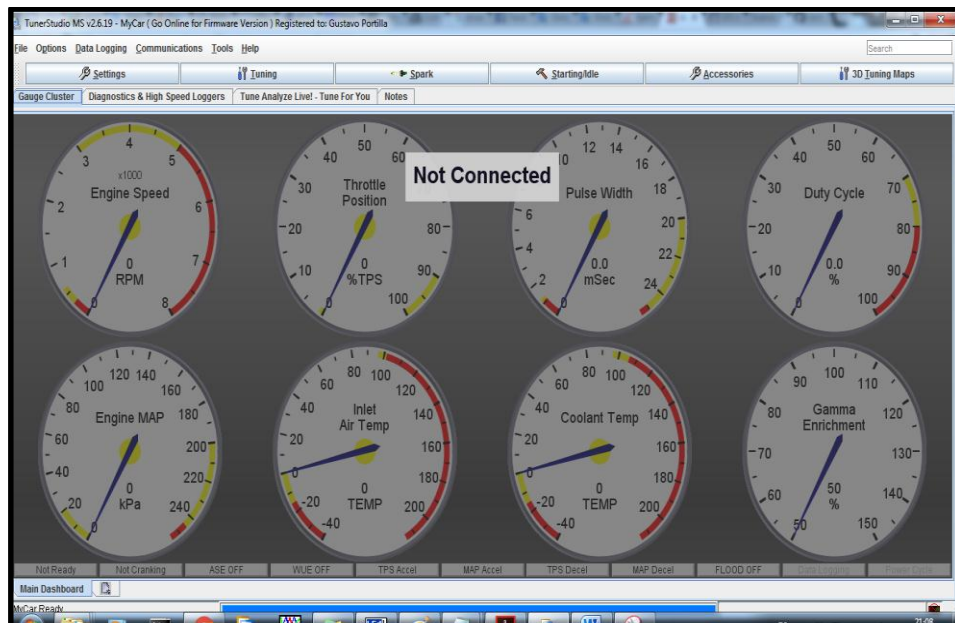 TunerStudio MS v2.6.19 - MyCar ( Go Online for Firmware Version ) Registered to: Gustavo Portilla
File Options Data Logging Communications Tools Help
Search
Settings Tuning Spark Starting/Idle Accessories 3D Tuning Maps
Gauge Cluster Diagnostics & High Speed Loggers Tune Analyze Live! - Tune For You Notes
Not Connected
0 1 2 3 4 5 6 7 8
x1000
Engine Speed
0
RPM
0 10 20 30 40 50 60 80 90 100
Throttle
Position
0
%TPS
0 2 4 6 10 12 14 16 18 20 22 24
Pulse Width
0.0
mSec
0 10 20 30 40 50 60 70 80 90 100
Duty Cycle
0.0
%
0 20 40 60 80 100 120 140 160 180 200 220 240
Engine MAP
0
kPa
-40 -20 0 20 40 60 80 100 120 140 160 180 200
Inlet
Air Temp
0
TEMP
-40 -20 0 20 40 60 80 100 120 140 160 180 200
Coolant Temp
0
TEMP
50 60 70 80 90 100 110 120 130 140 150
Gamma
Enrichment
50
%
Not Ready Not Cranking ASE OFF WUE OFF TPS Accel MAP Accel TPS Decel MAP Decel FLOOD OFF Data Logging Power Cycle
Main Dashboard
MyCar Ready
21:08